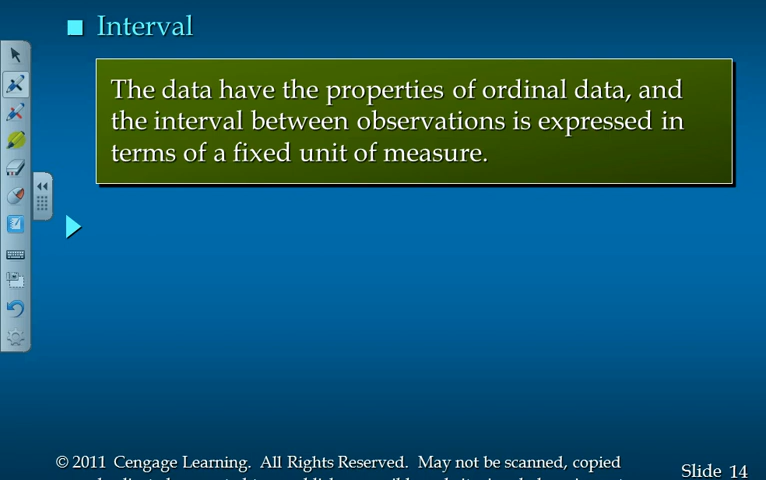 Interval
The data have the properties of ordinal data, and
the interval between observations is expressed in
terms of a fixed unit of measure.
© 2011 Cengage Learning. All Rights Reserved. May not be scanned, copied
Slide 14